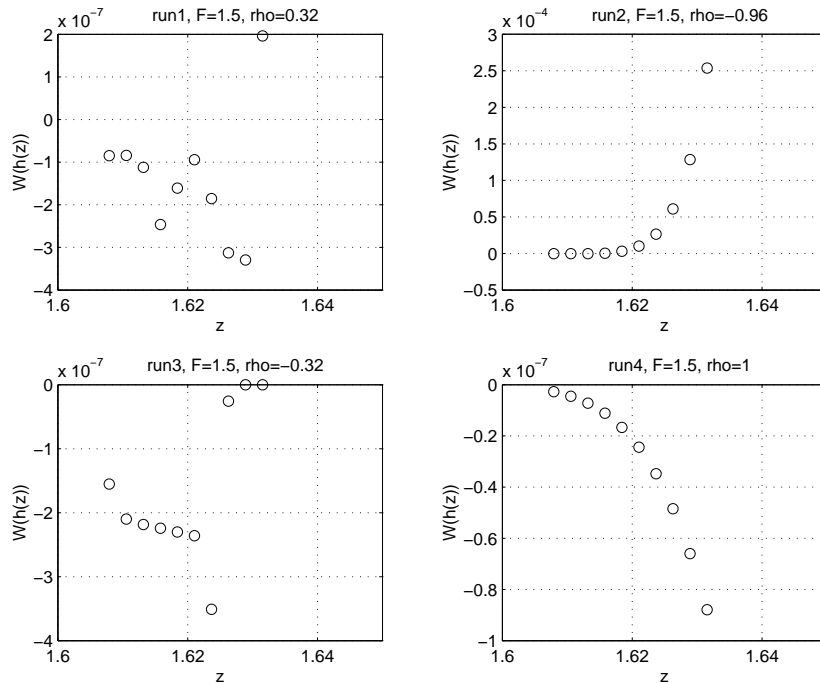 run1, F=1.5, rho=0.32
x 10⁻⁷
2
1
0
−1
−2
−3
−4
W(h(z))
1.6
1.62
1.64
z
run2, F=1.5, rho=−0.96
x 10⁻⁴
3
2.5
2
1.5
1
0.5
0
−0.5
W(h(z))
1.6
1.62
1.64
z
run3, F=1.5, rho=−0.32
x 10⁻⁷
0
−1
−2
−3
−4
W(h(z))
1.6
1.62
1.64
z
run4, F=1.5, rho=1
x 10⁻⁷
0
−0.2
−0.4
−0.6
−0.8
−1
W(h(z))
1.6
1.62
1.64
z